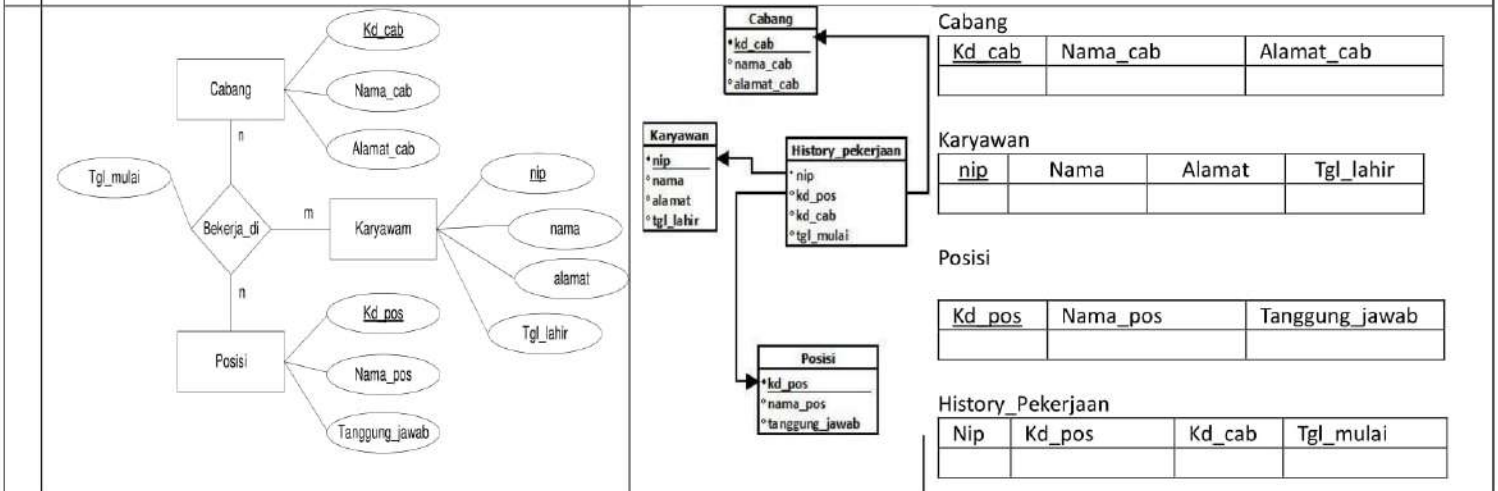 Kd_cab
Cabang
Nama_cab
n
Alamat_cab
Tgl_mulai
nip
m
Bekerja_di
Karyawam
nama
n
alamat
Kd_pos
Tgl_lahir
Posisi
Nama_pos
Tanggung_jawab
Cabang
kd_cab
nama_cab
alamat_cab
Karyawan
nip
nama
alamat
tgl_lahir
History_pekerjaan
nip
kd_pos
kd_cab
tgl_mulai
Posisi
kd_pos
nama_pos
tanggung_jawab
Cabang
Kd_cab Nama_cab Alamat_cab
Karyawan
nip Nama Alamat Tgl_lahir
Posisi
Kd_pos Nama_pos Tanggung_jawab
History_Pekerjaan
Nip Kd_pos Kd_cab Tgl_mulai